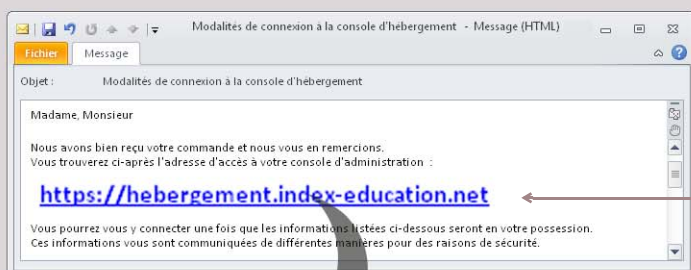 Modalités de connexion à la console d'hébergement - Message (HTML)
Fichier Message
Objet : Modalités de connexion à la console d'hébergement
Madame, Monsieur
Nous avons bien reçu votre commande et nous vous en remercions.
Vous trouverez ci-après l'adresse d'accès à votre console d'administration :
https://hebergement.index-education.net
Vous pourrez vous y connecter une fois que les informations listées ci-dessous seront en votre possession.
Ces informations vous sont communiquées de différentes manières pour des raisons de sécurité.